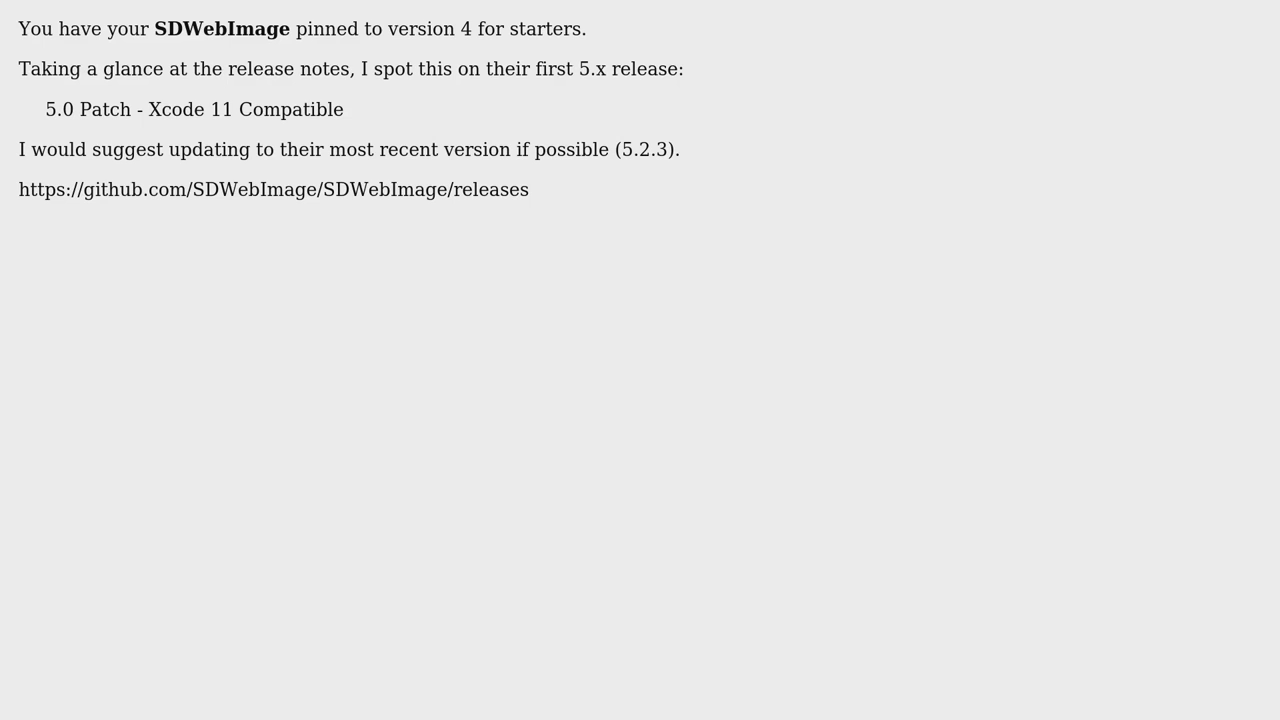 You have your SDWebImage pinned to version 4 for starters.
Taking a glance at the release notes, I spot this on their first 5.x release:
5.0 Patch - Xcode 11 Compatible
I would suggest updating to their most recent version if possible (5.2.3).
https://github.com/SDWebImage/SDWebImage/releases